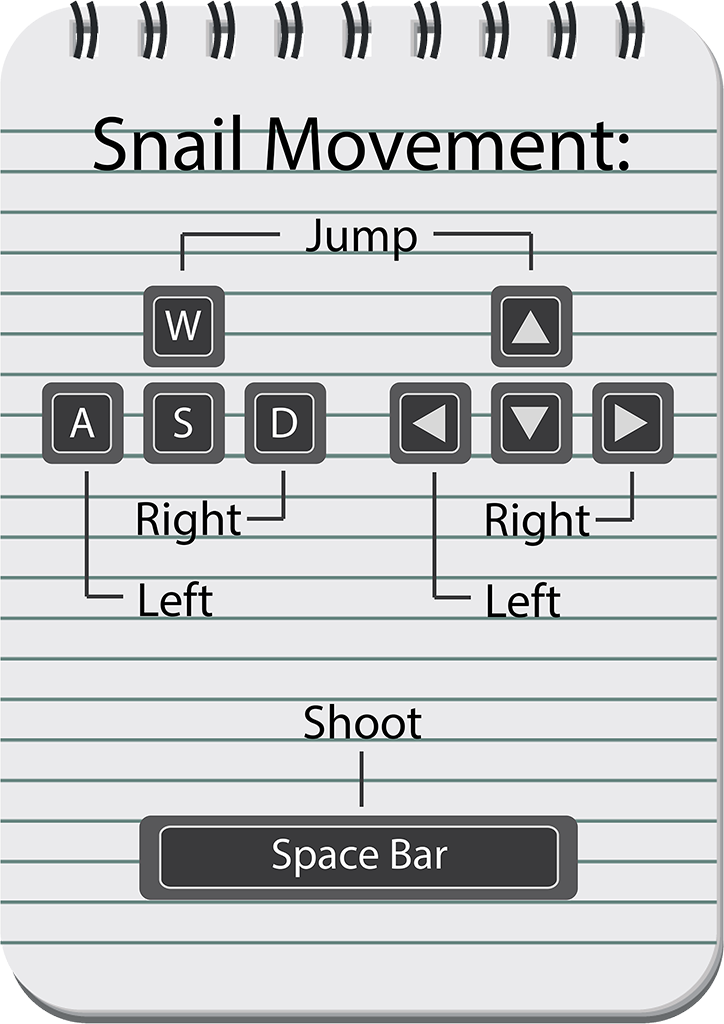 Snail Movement:
Jump
W
A S D
Right Right
Left Left
Shoot
Space Bar